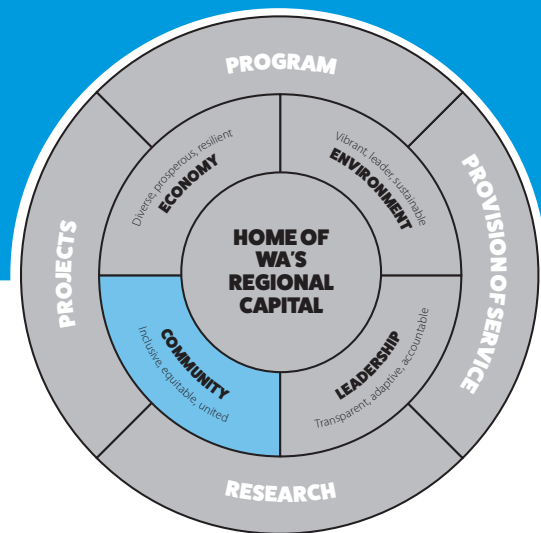 PROGRAM
Diverse, prosperous, resilient
ECONOMY
Vibrant, leader, sustainable
ENVIRONMENT
PROJECTS
HOME OF
WA'S
REGIONAL
CAPITAL
PROVISION OF SERVICE
COMMUNITY
Inclusive, equitable, united
LEADERSHIP
Transparent, adaptive, accountable
RESEARCH